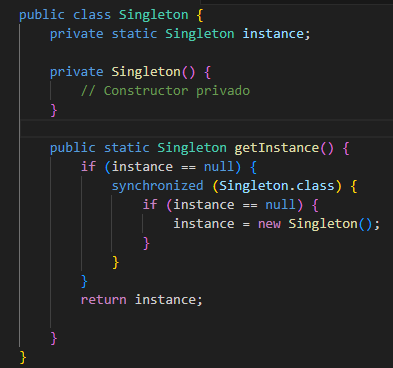 public class Singleton {
    private static Singleton instance;
    private Singleton() {
        // Constructor privado
    }
    public static Singleton getInstance() {
        if (instance == null) {
            synchronized (Singleton.class) {
                if (instance == null) {
                    instance = new Singleton();
                }
            }
        }
        return instance;
    }
}